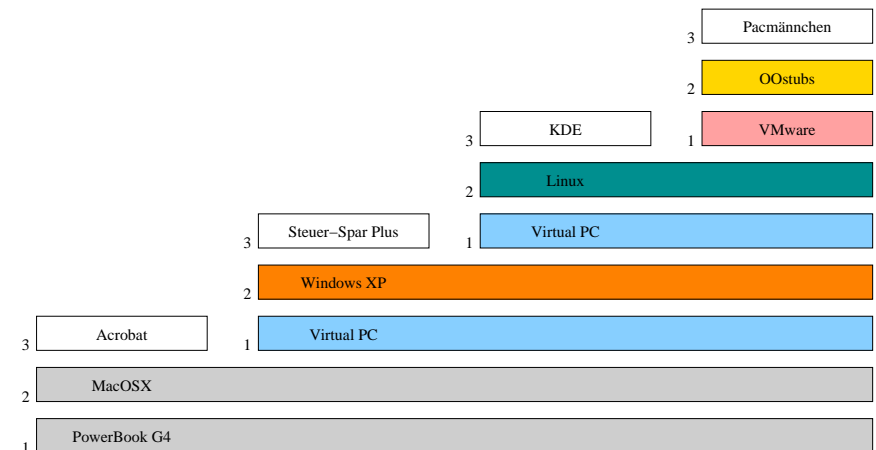 3 Pacmännchen
2 OOstubs
3 KDE 1 VMware
2 Linux
3 Steuer−Spar Plus 1 Virtual PC
2 Windows XP
3 Acrobat 1 Virtual PC
2 MacOSX
1 PowerBook G4